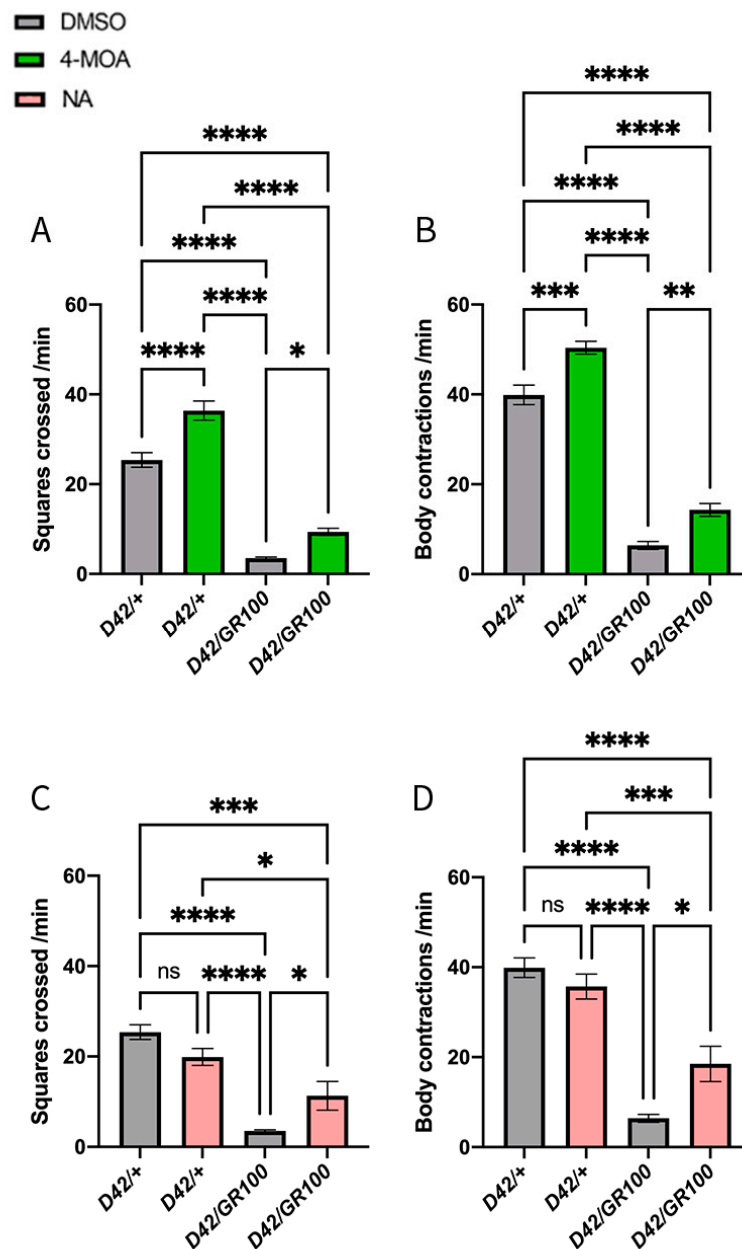 DMSO
4-MOA
NA
A
****
****
****
****
****
*
Squares crossed /min
60
40
20
0
D42/+
D42/+
D42/GR100
D42/GR100
B
****
****
****
****
***
**
Body contractions /min
60
40
20
0
D42/+
D42/+
D42/GR100
D42/GR100
C
***
*
****
ns
****
*
Squares crossed /min
60
40
20
0
D42/+
D42/+
D42/GR100
D42/GR100
D
****
***
****
ns
****
*
Body contractions /min
60
40
20
0
D42/+
D42/+
D42/GR100
D42/GR100